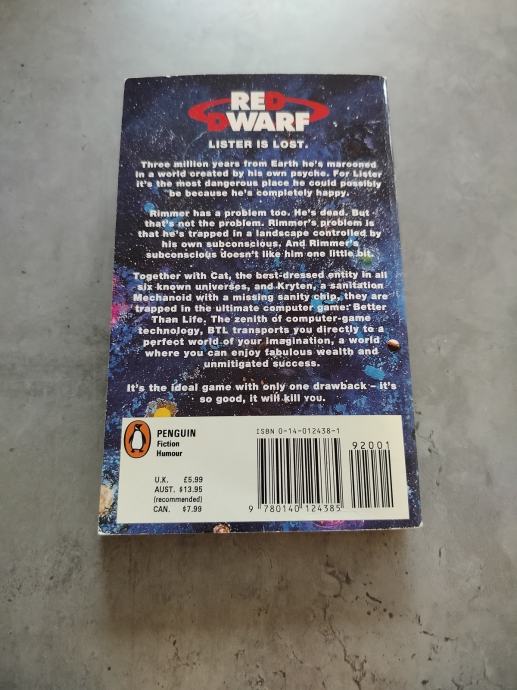 RED
DWARF
LISTER IS LOST.
Three million years from Earth he's marooned
in a world created by his own psyche. For Lister
it's the most dangerous place he could possibly
be because he's completely happy.
Rimmer has a problem too. He's dead. But
that's not the problem. Rimmer's problem is
that he's trapped in a landscape controlled by
his own subconscious. And Rimmer's
subconscious doesn't like him one little bit.
Together with Cat, the best-dressed entity in all
six known universes, and Kryten, a sanitation
Mechanoid with a missing sanity chip, they are
trapped in the ultimate computer game: Better
Than Life. The zenith of computer-game
technology, BTL transports you directly to a
perfect world of your imagination, a world
where you can enjoy fabulous wealth and
unmitigated success.
It's the ideal game with only one drawback – it's
so good, it will kill you.
PENGUIN
Fiction
Humour
U.K. £5.99
AUST. $13.95
(recommended)
CAN. $7.99
ISBN 0-14-012438-1
92001
9 780140 124385